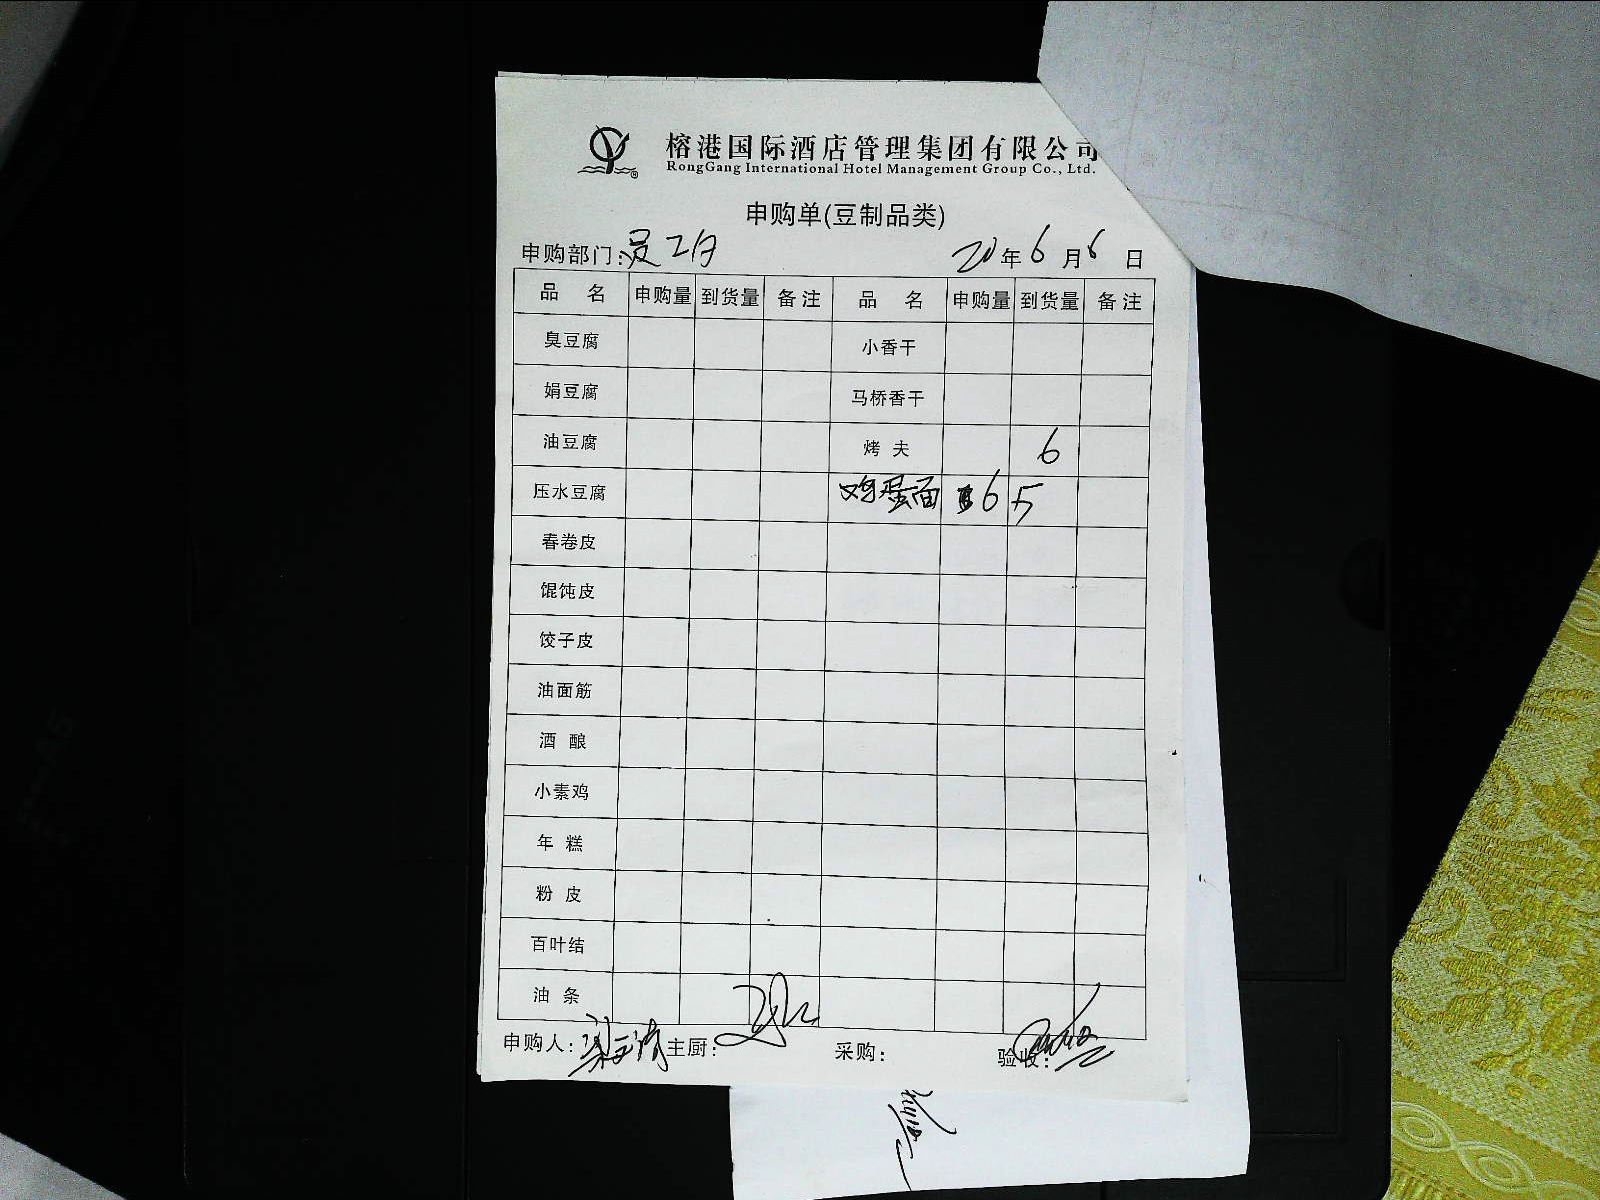 榕港国际酒店管理集团有限公司
RongGang International Hotel Management Group Co., Ltd.
申购单(豆制品类)
申购部门: 员工 20年6月6日
品 名 申购量 到货量 备注 品 名 申购量 到货量 备注
臭豆腐 小香干
娟豆腐 马桥香干
油豆腐 烤 夫 6
压水豆腐 鸡蛋面 6 5
春卷皮
馄饨皮
饺子皮
油面筋
酒 酿
小素鸡
年 糕
粉 皮
百叶结
油 条
申购人: 主厨: 采购: 验收: